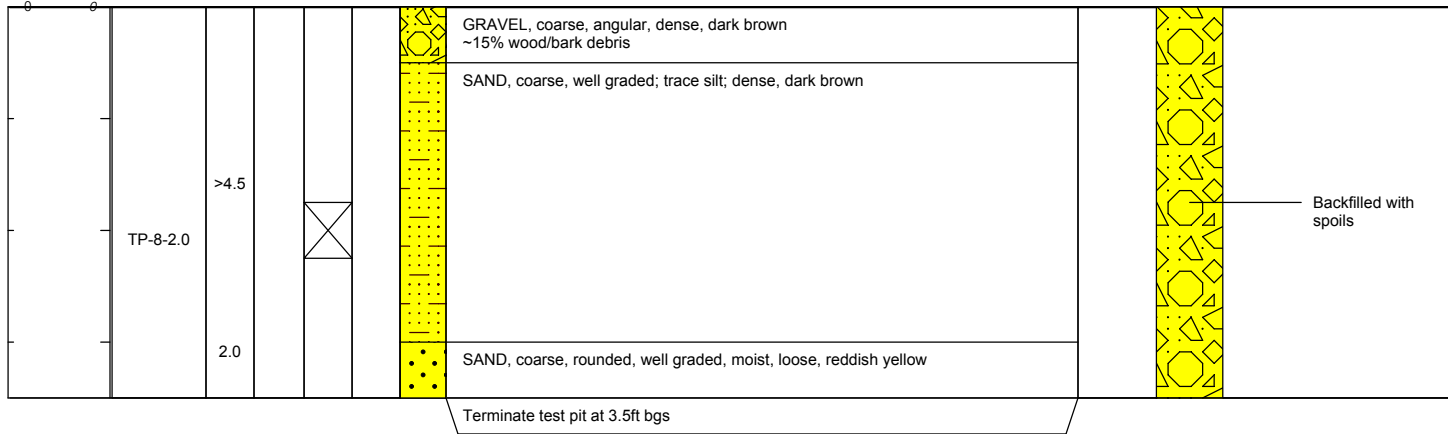 0 0
GRAVEL, coarse, angular, dense, dark brown
~15% wood/bark debris
SAND, coarse, well graded; trace silt; dense, dark brown
>4.5
Backfilled with
spoils
TP-8-2.0
2.0
SAND, coarse, rounded, well graded, moist, loose, reddish yellow
Terminate test pit at 3.5ft bgs